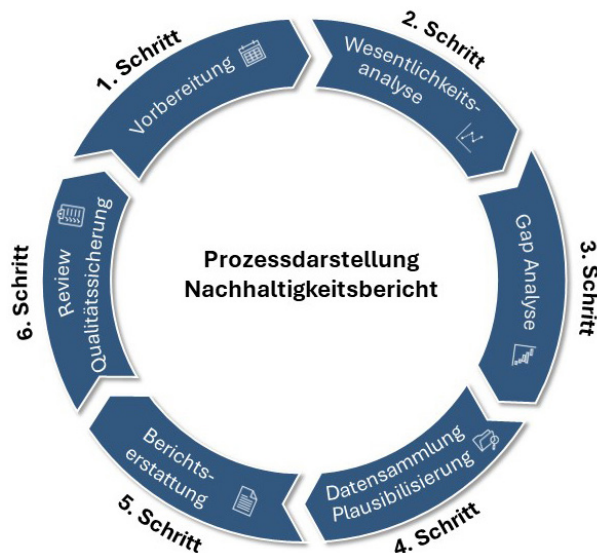 Prozessdarstellung
Nachhaltigkeitsbericht
1. Schritt
Vorbereitung
2. Schritt
Wesentlichkeits-
analyse
3. Schritt
Gap Analyse
4. Schritt
Datensammlung
Plausibilisierung
5. Schritt
Berichts-
erstattung
6. Schritt
Review
Qualitätssicherung